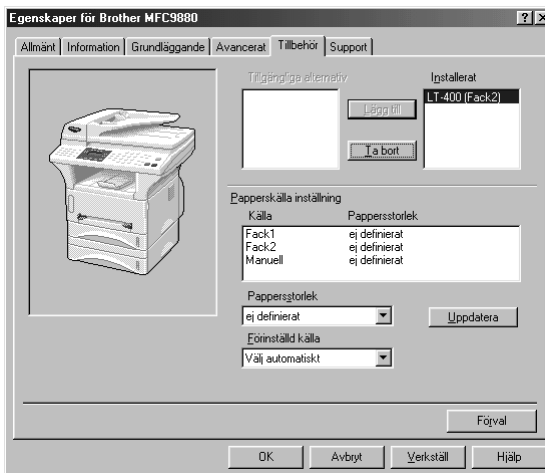 Egenskaper för Brother MFC9880
Allmänt Information Grundläggande Avancerat Tillbehör Support
Tillgängliga alternativ
Installerat
LT-400 (Fack2)
Lägg till
Ta bort
Papperskälla inställning
Källa Pappersstorlek
Fack1 ej definierat
Fack2 ej definierat
Manuell ej definierat
Pappersstorlek
ej definierat
Uppdatera
Förinställd källa
Välj automatiskt
Förval
OK Avbryt Verkställ Hjälp